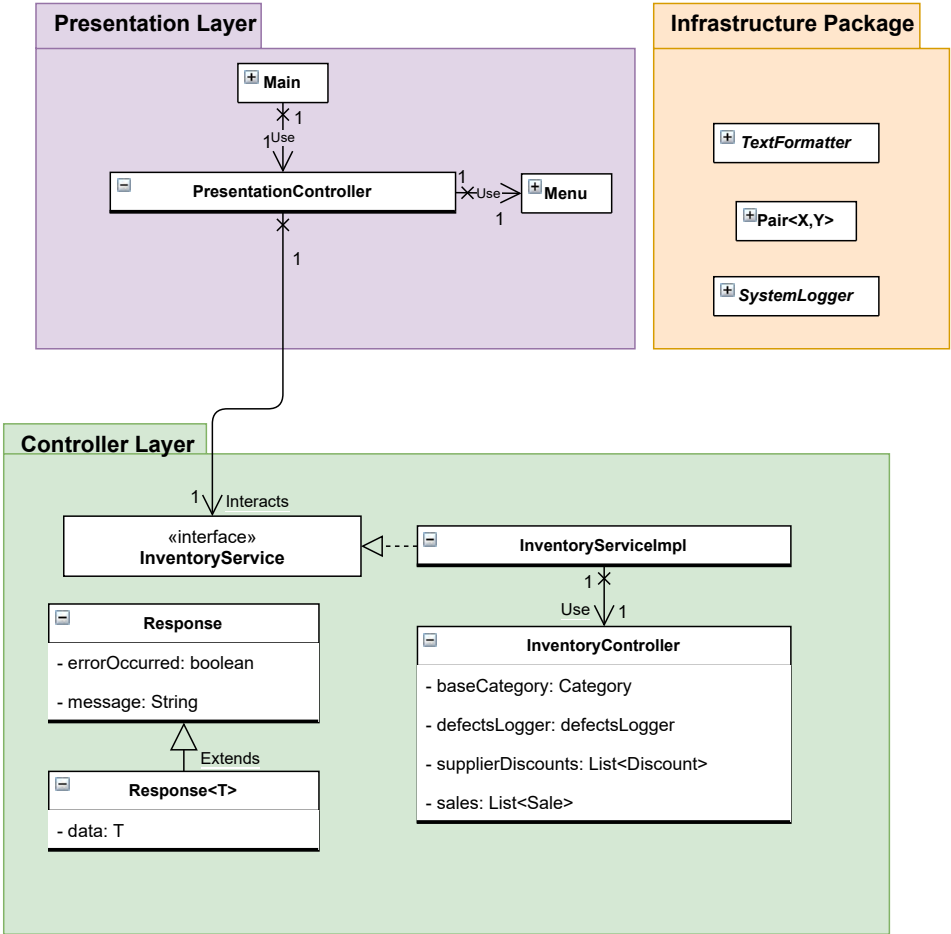 Presentation Layer
Main
1
1
Use
PresentationController
1
Use
1
Menu
1
Infrastructure Package
TextFormatter
Pair<X,Y>
SystemLogger
Controller Layer
1
Interacts
«interface»
InventoryService
InventoryServiceImpl
1
Use
1
Response
- errorOccurred: boolean
- message: String
Extends
Response<T>
- data: T
InventoryController
- baseCategory: Category
- defectsLogger: defectsLogger
- supplierDiscounts: List<Discount>
- sales: List<Sale>